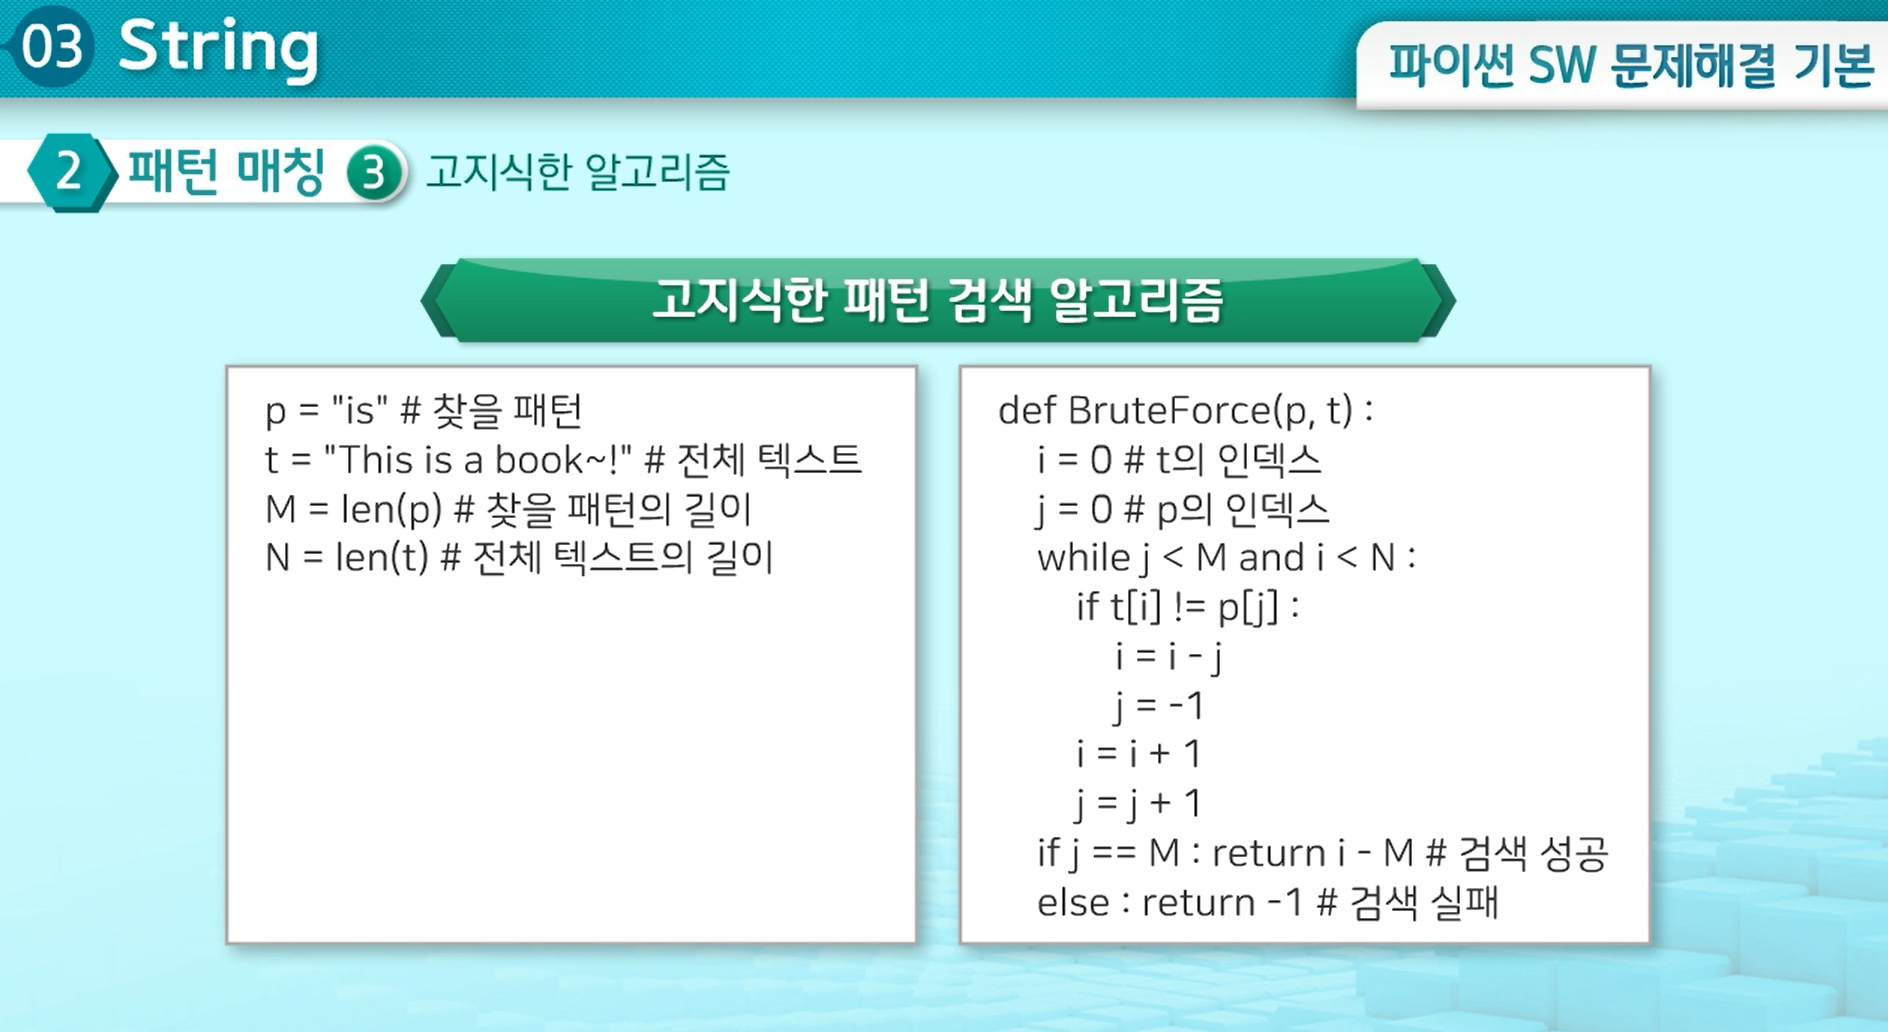 03 String
파이썬 SW 문제해결 기본
2 패턴 매칭 3 고지식한 알고리즘
고지식한 패턴 검색 알고리즘
p = "is" # 찾을 패턴
t = "This is a book~!" # 전체 텍스트
M = len(p) # 찾을 패턴의 길이
N = len(t) # 전체 텍스트의 길이
def BruteForce(p, t) :
i = 0 # t의 인덱스
j = 0 # p의 인덱스
while j < M and i < N :
if t[i] != p[j] :
i = i - j
j = -1
i = i + 1
j = j + 1
if j == M : return i - M # 검색 성공
else : return -1 # 검색 실패